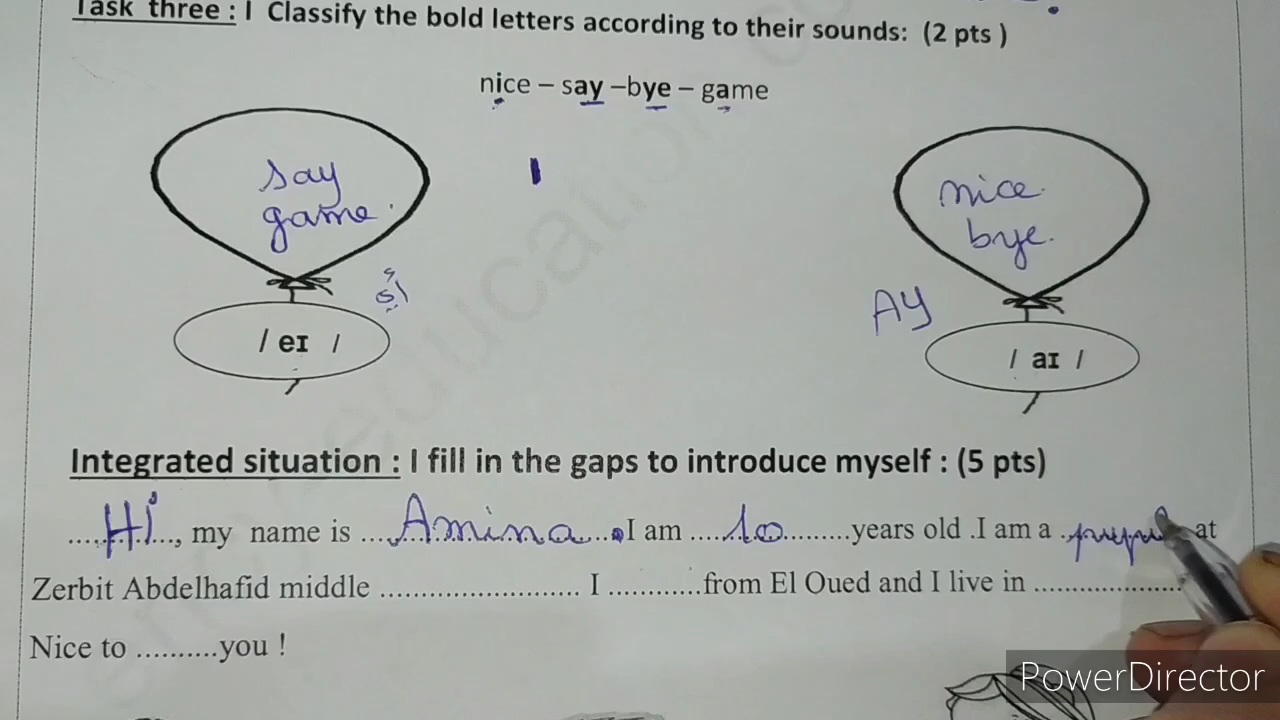 Task three : I Classify the bold letters according to their sounds: (2 pts )
nice – say –bye – game
say
game.
nice.
bye.
أي
AY
/ eɪ /
/ aɪ /
Integrated situation : I fill in the gaps to introduce myself : (5 pts)
....Hi...., my name is ...Amina....I am ....10.........years old .I am a .pupil at
Zerbit Abdelhafid middle ........................ I ...........from El Oued and I live in ..................
Nice to ..........you !
PowerDirector